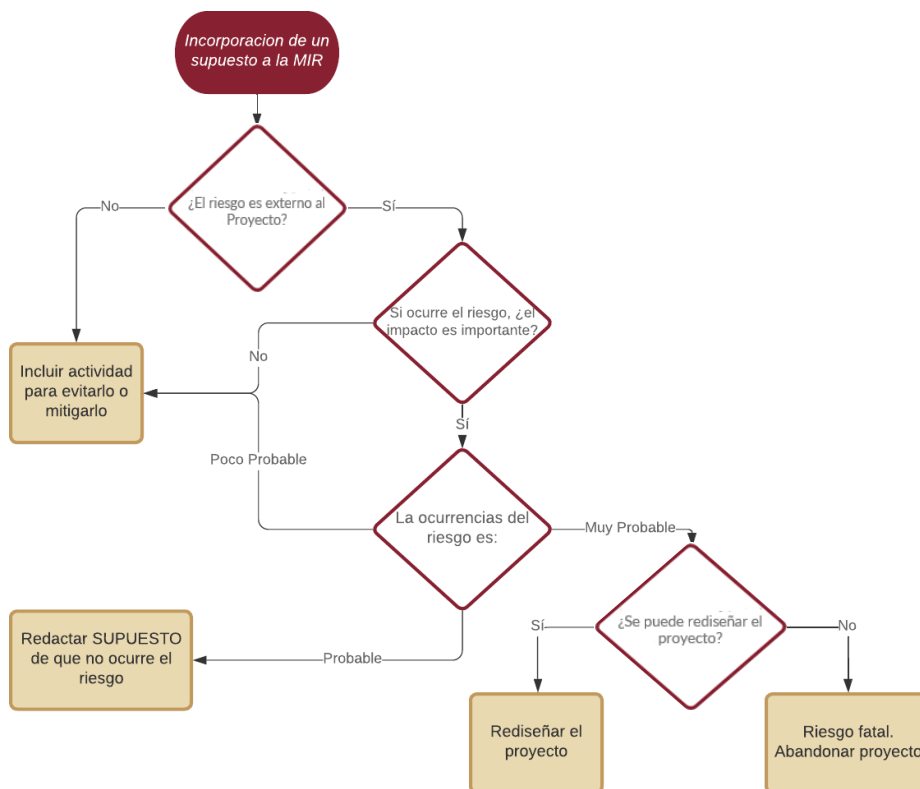 Incorporacion de un
supuesto a la MIR
¿El riesgo es externo al
Proyecto?
No
Sí
Si ocurre el riesgo, ¿el
impacto es importante?
No
Incluir actividad
para evitarlo o
mitigarlo
Sí
Poco Probable
La ocurrencias del
riesgo es:
Muy Probable
¿Se puede rediseñar el
proyecto?
Sí
No
Redactar SUPUESTO
de que no ocurre el
riesgo
Probable
Rediseñar el
proyecto
Riesgo fatal.
Abandonar proyecto